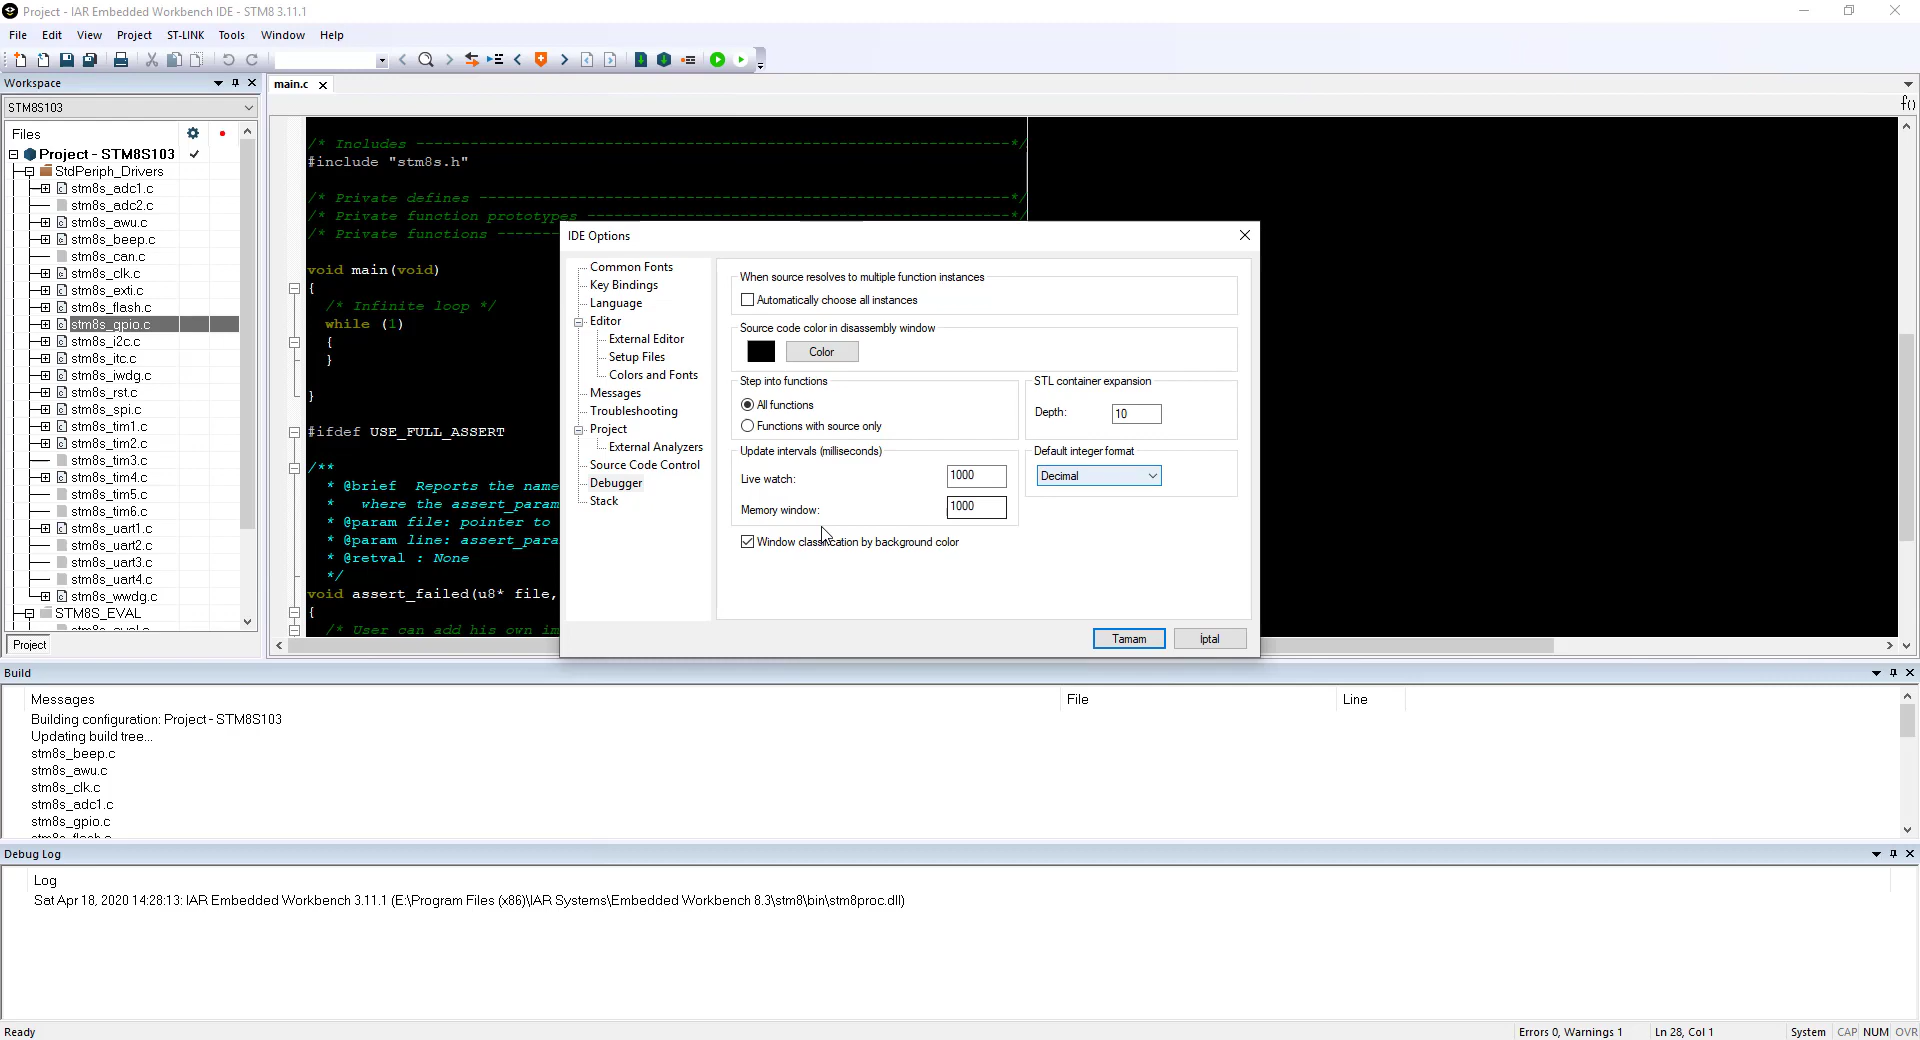 Project - IAR Embedded Workbench IDE - STM8 3.11.1
File Edit View Project ST-LINK Tools Window Help
Workspace
STM8S103
Files
Project - STM8S103
StdPeriph_Drivers
stm8s_adc1.c
stm8s_adc2.c
stm8s_awu.c
stm8s_beep.c
stm8s_can.c
stm8s_clk.c
stm8s_exti.c
stm8s_flash.c
stm8s_gpio.c
stm8s_i2c.c
stm8s_itc.c
stm8s_iwdg.c
stm8s_rst.c
stm8s_spi.c
stm8s_tim1.c
stm8s_tim2.c
stm8s_tim3.c
stm8s_tim4.c
stm8s_tim5.c
stm8s_tim6.c
stm8s_uart1.c
stm8s_uart2.c
stm8s_uart3.c
stm8s_uart4.c
stm8s_wwdg.c
STM8S_EVAL
Project
main.c
f()
/* Includes ------------------------------------------------------------------*/
#include "stm8s.h"
/* Private defines -----------------------------------------------------------*/
/* Private function prototypes -----------------------------------------------*/
/* Private functions --------
void main(void)
{
/* Infinite loop */
while (1)
{
}
}
#ifdef USE_FULL_ASSERT
/**
* @brief Reports the name
* where the assert_param
* @param file: pointer to
* @param line: assert_para
* @retval : None
*/
void assert_failed(u8* file,
{
/* User can add his own im
IDE Options
Common Fonts
Key Bindings
Language
Editor
External Editor
Setup Files
Colors and Fonts
Messages
Troubleshooting
Project
External Analyzers
Source Code Control
Debugger
Stack
When source resolves to multiple function instances
Automatically choose all instances
Source code color in disassembly window
Color
Step into functions
All functions
Functions with source only
STL container expansion
Depth: 10
Update intervals (milliseconds)
Live watch: 1000
Memory window: 1000
Default integer format
Decimal
Window classification by background color
Tamam İptal
Build
Messages File Line
Building configuration: Project - STM8S103
Updating build tree...
stm8s_beep.c
stm8s_awu.c
stm8s_clk.c
stm8s_adc1.c
stm8s_gpio.c
stm8s_flash.c
Debug Log
Log
Sat Apr 18, 2020 14:28:13: IAR Embedded Workbench 3.11.1 (E:\Program Files (x86)\IAR Systems\Embedded Workbench 8.3\stm8\bin\stm8proc.dll)
Ready Errors 0, Warnings 1 Ln 28, Col 1 System CAP NUM OVR